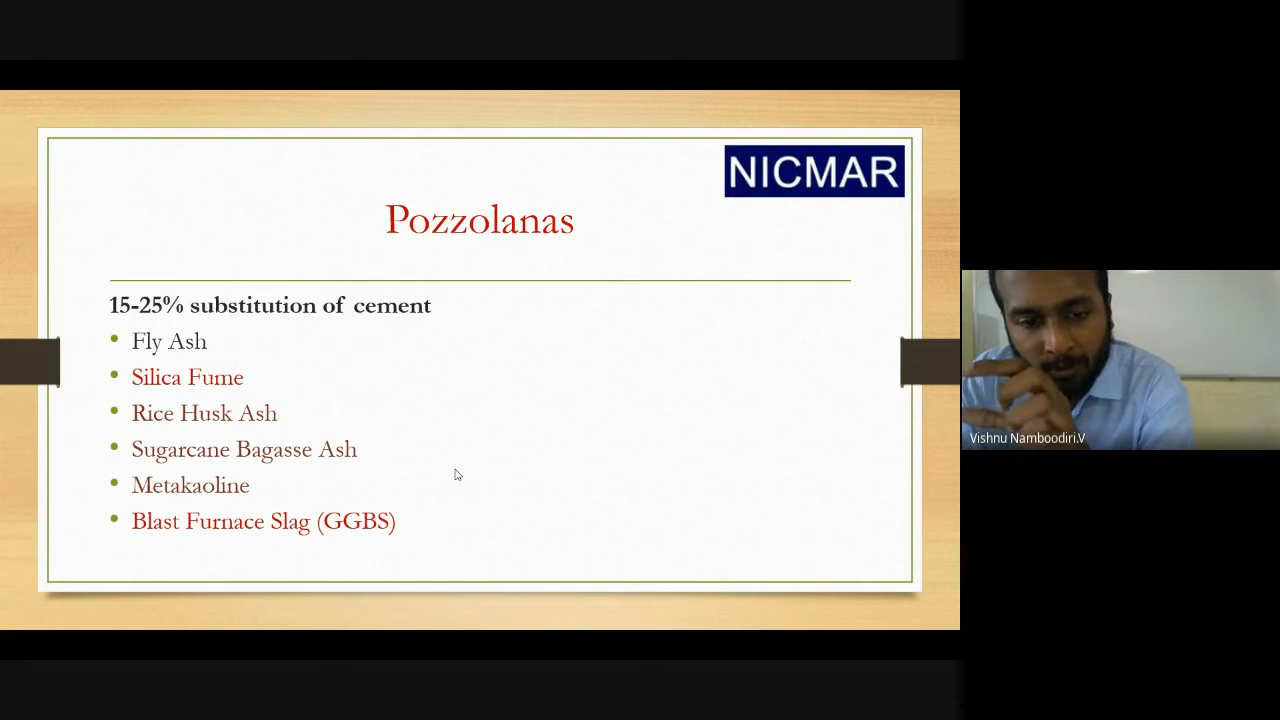 NICMAR
Pozzolanas
15-25% substitution of cement
• Fly Ash
• Silica Fume
• Rice Husk Ash
• Sugarcane Bagasse Ash
• Metakaoline
• Blast Furnace Slag (GGBS)
Vishnu Namboodiri.V